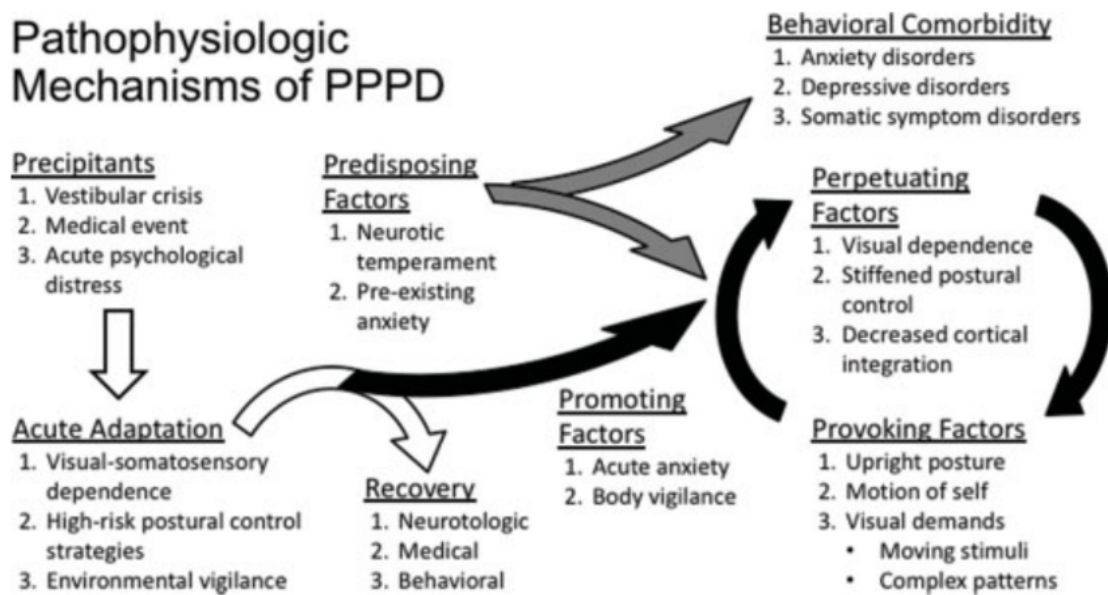 Pathophysiologic
Mechanisms of PPPD
Behavioral Comorbidity
1. Anxiety disorders
2. Depressive disorders
3. Somatic symptom disorders
Precipitants
1. Vestibular crisis
2. Medical event
3. Acute psychological
distress
Predisposing
Factors
1. Neurotic
temperament
2. Pre-existing
anxiety
Perpetuating
Factors
1. Visual dependence
2. Stiffened postural
control
3. Decreased cortical
integration
Acute Adaptation
1. Visual-somatosensory
dependence
2. High-risk postural control
strategies
3. Environmental vigilance
Recovery
1. Neurotologic
2. Medical
3. Behavioral
Promoting
Factors
1. Acute anxiety
2. Body vigilance
Provoking Factors
1. Upright posture
2. Motion of self
3. Visual demands
• Moving stimuli
• Complex patterns